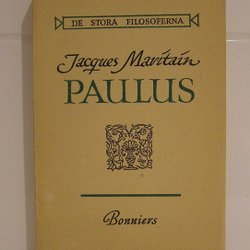 DE STORA FILOSOFERNA
Jacques Maritain
PAULUS
Bonniers